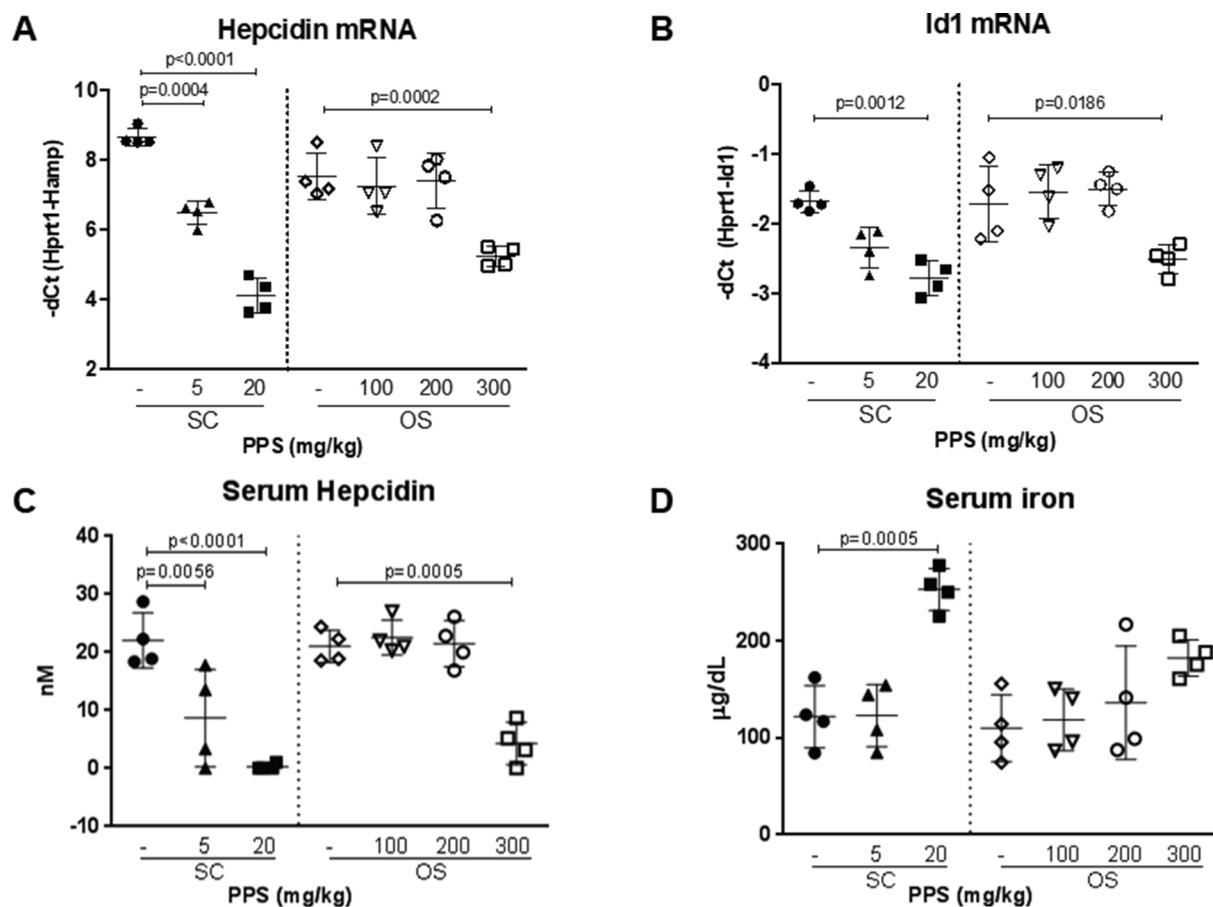 A
Hepcidin mRNA
p<0.0001
p=0.0004
p=0.0002
-dCt (Hprt1-Hamp)
10
8
6
4
2
- 5 20 - 100 200 300
SC OS
PPS (mg/kg)
B
Id1 mRNA
p=0.0012
p=0.0186
-dCt (Hprt1-Id1)
-0
-1
-2
-3
-4
- 5 20 - 100 200 300
SC OS
PPS (mg/kg)
C
Serum Hepcidin
p<0.0001
p=0.0056
p=0.0005
nM
40
30
20
10
0
-10
- 5 20 - 100 200 300
SC OS
PPS (mg/kg)
D
Serum iron
p=0.0005
µg/dL
300
200
100
0
- 5 20 - 100 200 300
SC OS
PPS (mg/kg)